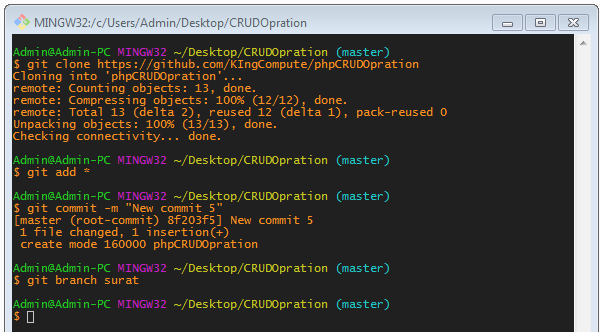 MINGW32:/c/Users/Admin/Desktop/CRUDOpration
Admin@Admin-PC MINGW32 ~/Desktop/CRUDOpration (master)
$ git clone https://github.com/KIngCompute/phpCRUDOpration
Cloning into 'phpCRUDOpration'...
remote: Counting objects: 13, done.
remote: Compressing objects: 100% (12/12), done.
remote: Total 13 (delta 2), reused 12 (delta 1), pack-reused 0
Unpacking objects: 100% (13/13), done.
Checking connectivity... done.
Admin@Admin-PC MINGW32 ~/Desktop/CRUDOpration (master)
$ git add *
Admin@Admin-PC MINGW32 ~/Desktop/CRUDOpration (master)
$ git commit -m "New commit 5"
[master (root-commit) 8f203f5] New commit 5
 1 file changed, 1 insertion(+)
 create mode 160000 phpCRUDOpration
Admin@Admin-PC MINGW32 ~/Desktop/CRUDOpration (master)
$ git branch surat
Admin@Admin-PC MINGW32 ~/Desktop/CRUDOpration (master)
$